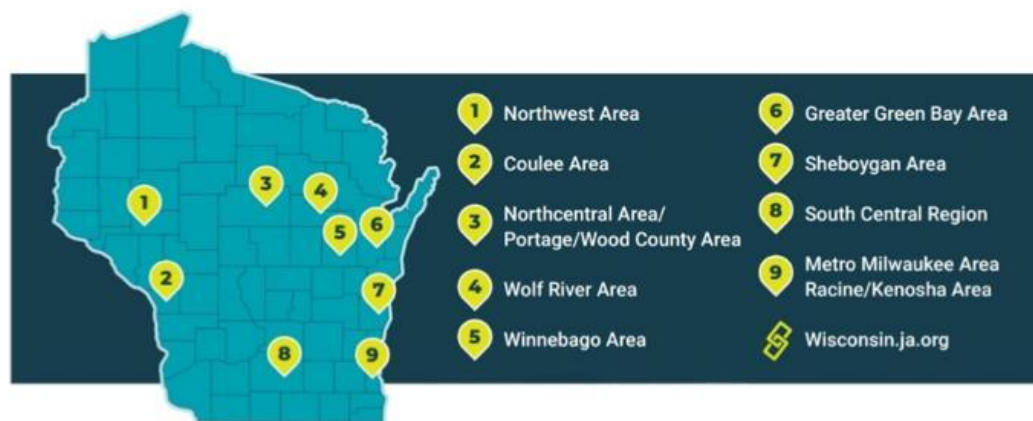 1 Northwest Area
2 Coulee Area
3 Northcentral Area/
Portage/Wood County Area
4 Wolf River Area
5 Winnebago Area
6 Greater Green Bay Area
7 Sheboygan Area
8 South Central Region
9 Metro Milwaukee Area
Racine/Kenosha Area
Wisconsin.ja.org
1
2
3
4
5
6
7
8
9